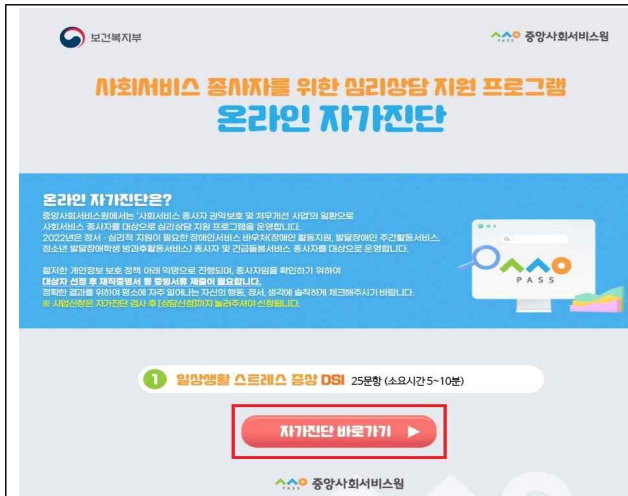 보건복지부
PASS 중앙사회서비스원
사회서비스 종사자를 위한 심리상담 지원 프로그램
온라인 자가진단
온라인 자가진단은?
중앙사회서비스원에서는 '사회서비스 종사자 권익보호 및 처우개선 사업'의 일환으로
사회서비스 종사자를 대상으로 심리상담 지원 프로그램을 운영합니다.
2022년은 정서·심리적 지원이 필요한 장애인서비스 바우처(장애인 활동지원, 발달장애인 주간활동서비스,
청소년 발달장애학생 방과후활동서비스) 종사자 및 긴급돌봄서비스 종사자를 대상으로 운영합니다.
철저한 개인정보 보호 정책 아래 익명으로 진행되며, 종사자임을 확인하기 위하여
대상자 선정 후 재직증명서 등 증빙서류 제출이 필요합니다.
정확한 결과를 위하여 평소에 자주 일어나는 자신의 행동, 정서, 생각에 솔직하게 체크해주시기 바랍니다.
※ 사업신청은 자가진단 검사 후 [상담신청]까지 눌러주셔야 신청됩니다.
PASS
1 일상생활 스트레스 증상 DSI 25문항 (소요시간 5~10분)
자가진단 바로가기
PASS 중앙사회서비스원